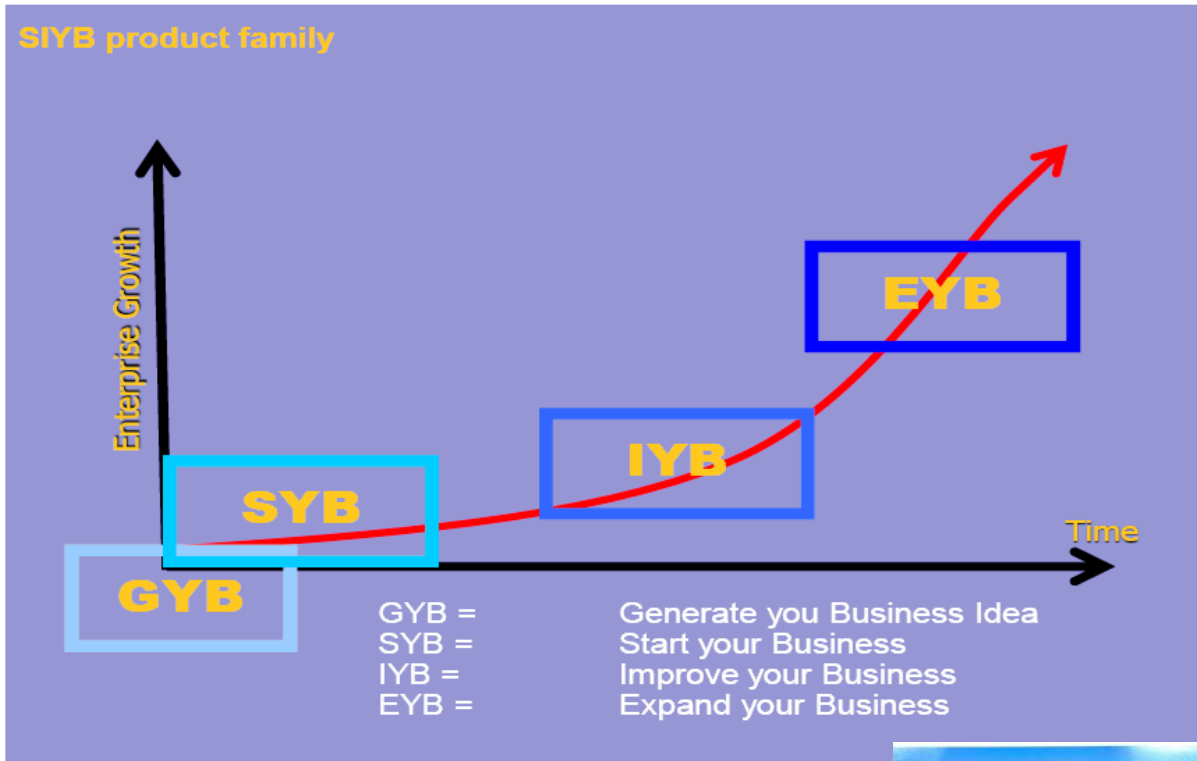 SIYB product family
Enterprise Growth
EYB
IYB
SYB
Time
GYB
GYB = Generate you Business Idea
SYB = Start your Business
IYB = Improve your Business
EYB = Expand your Business